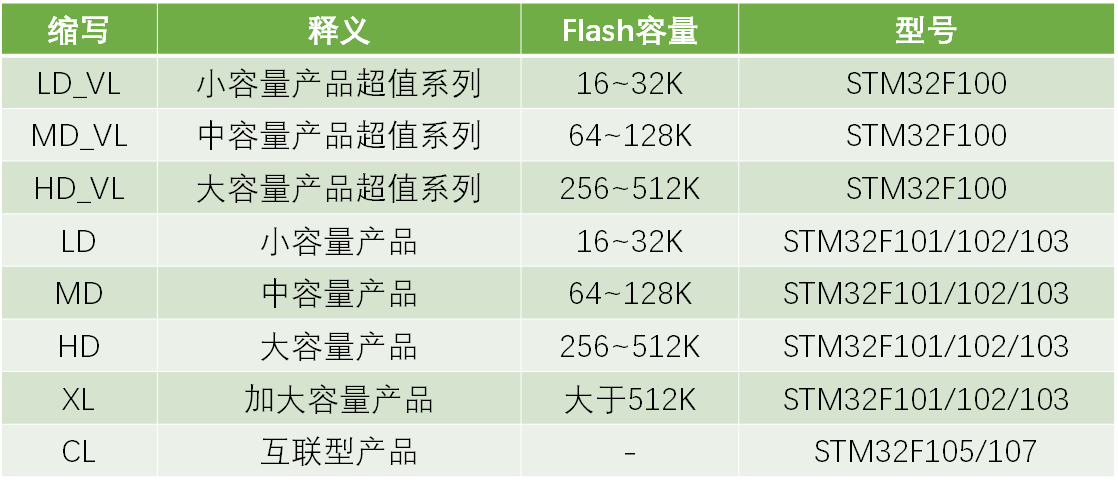 缩写 释义 Flash容量 型号
LD_VL 小容量产品超值系列 16~32K STM32F100
MD_VL 中容量产品超值系列 64~128K STM32F100
HD_VL 大容量产品超值系列 256~512K STM32F100
LD 小容量产品 16~32K STM32F101/102/103
MD 中容量产品 64~128K STM32F101/102/103
HD 大容量产品 256~512K STM32F101/102/103
XL 加大容量产品 大于512K STM32F101/102/103
CL 互联型产品 - STM32F105/107